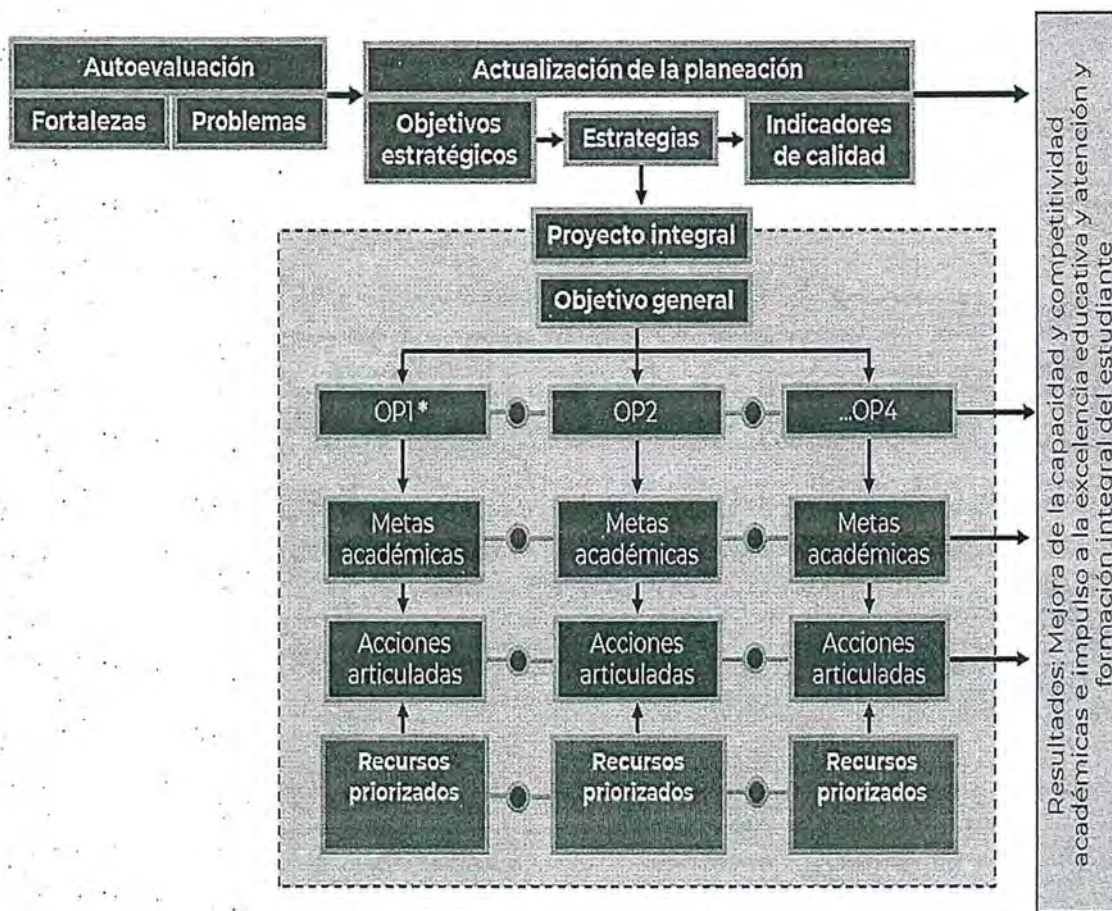 Autoevaluación
Fortalezas
Problemas
Actualización de la planeación
Objetivos
estratégicos
Estrategias
Indicadores
de calidad
Proyecto integral
Objetivo general
OP1 *
OP2
...OP4
Metas
académicas
Metas
académicas
Metas
académicas
Acciones
articuladas
Acciones
articuladas
Acciones
articuladas
Recursos
priorizados
Recursos
priorizados
Recursos
priorizados
Resultados: Mejora de la capacidad y competitividad
académicas e impulso a la excelencia educativa y atención y
formación integral del estudiante